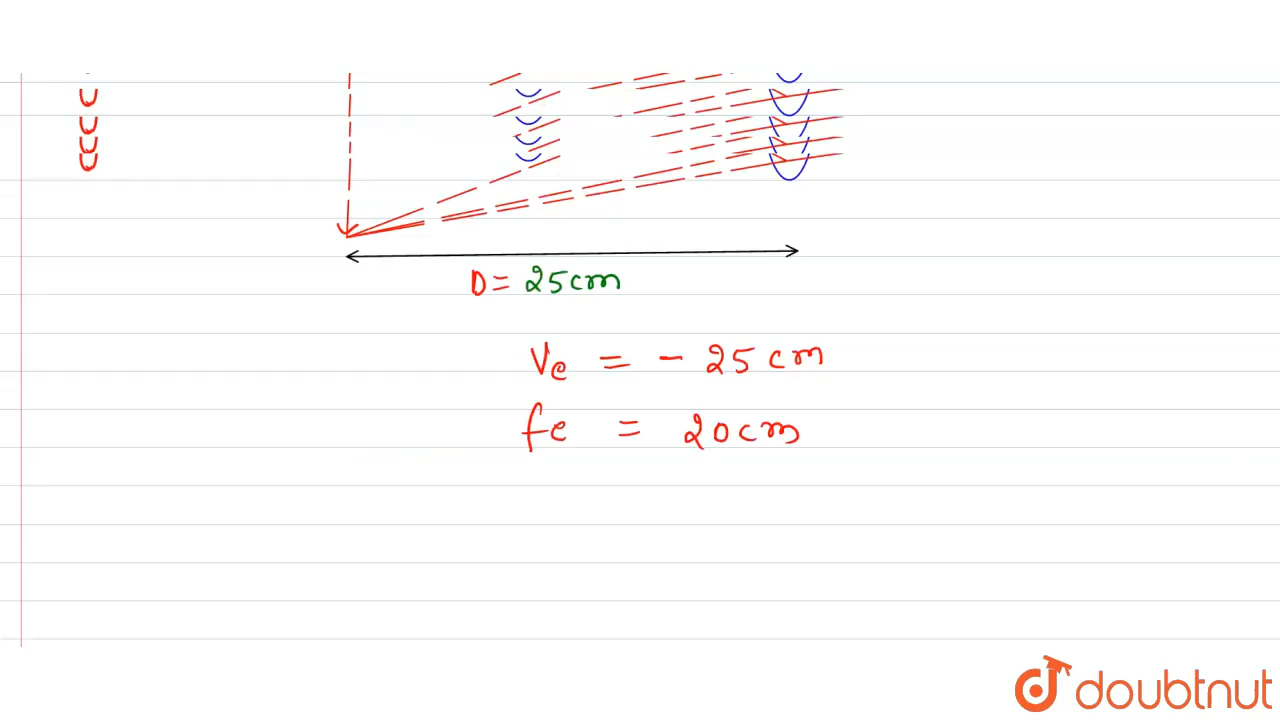 D = 25cm
Ve = - 25 cm
fe = 20cm
doubtnut